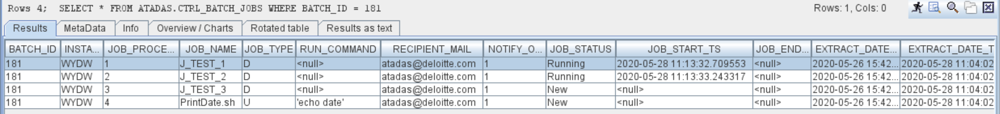 Rows 4; SELECT * FROM ATADAS.CTRL_BATCH_JOBS WHERE BATCH_ID = 181 Rows: 1, Cols: 0
Results MetaData Info Overview / Charts Rotated table Results as text
BATCH_ID INSTA... JOB_PROCE... JOB_NAME JOB_TYPE RUN_COMMAND RECIPIENT_MAIL NOTIFY_O... JOB_STATUS JOB_START_TS JOB_END... EXTRACT_DATE... EXTRACT_DATE_T
181 WYDW 1 J_TEST_1 D <null> atadas@deloitte.com 1 Running 2020-05-28 11:13:32.709553 <null> 2020-05-26 15:42... 2020-05-28 11:04:02
181 WYDW 2 J_TEST_2 D <null> atadas@deloitte.com 1 Running 2020-05-28 11:13:33.243317 <null> 2020-05-26 15:42... 2020-05-28 11:04:02
181 WYDW 3 J_TEST_3 D <null> atadas@deloitte.com 1 New <null> <null> 2020-05-26 15:42... 2020-05-28 11:04:02
181 WYDW 4 PrintDate.sh U 'echo date' atadas@deloitte.com 1 New <null> <null> 2020-05-26 15:42... 2020-05-28 11:04:02